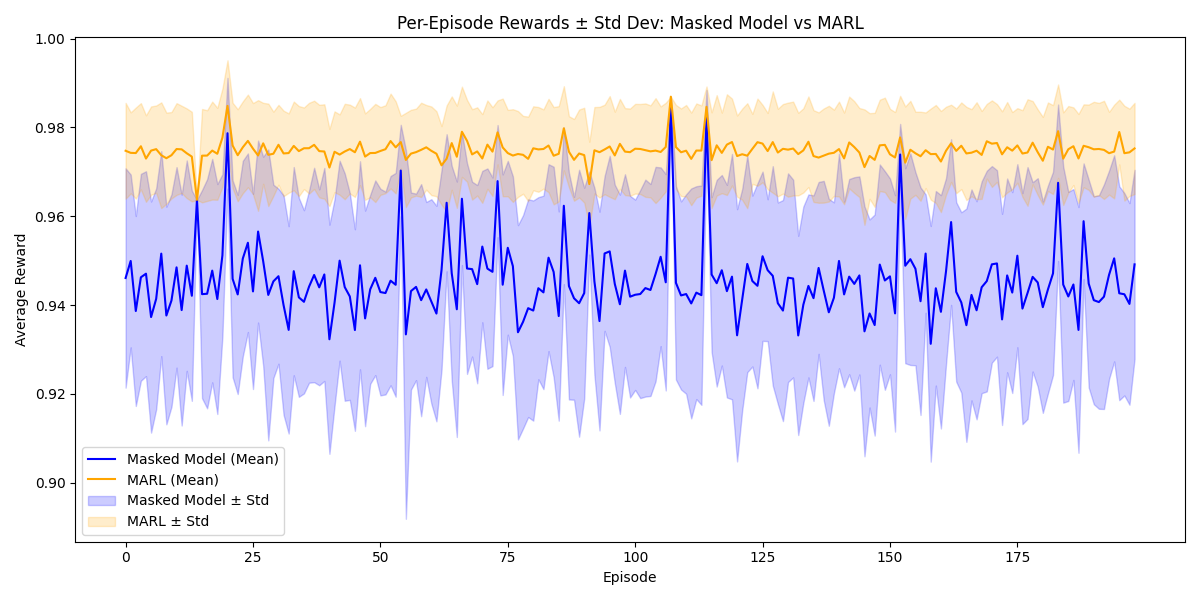 Per-Episode Rewards ± Std Dev: Masked Model vs MARL
1.00
0.98
0.96
0.94
0.92
0.90
Average Reward
Masked Model (Mean)
MARL (Mean)
Masked Model ± Std
MARL ± Std
0 25 50 75 100 125 150 175
Episode